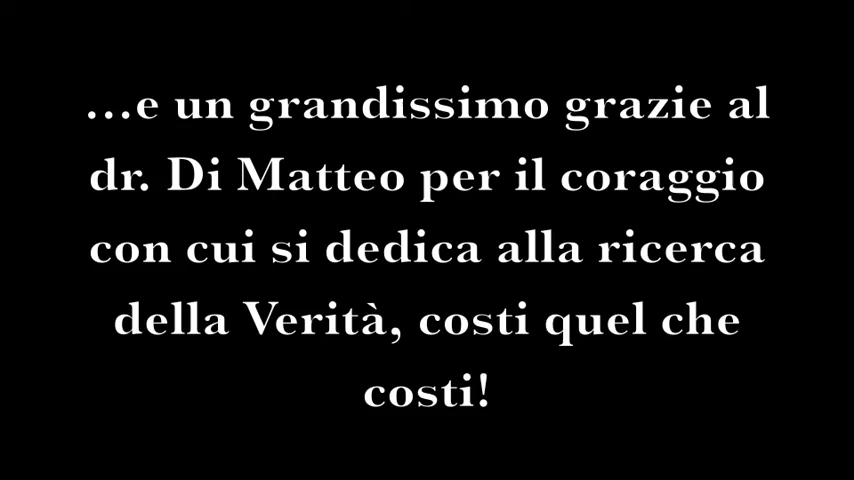 ...e un grandissimo grazie al
dr. Di Matteo per il coraggio
con cui si dedica alla ricerca
della Verità, costi quel che
costi!